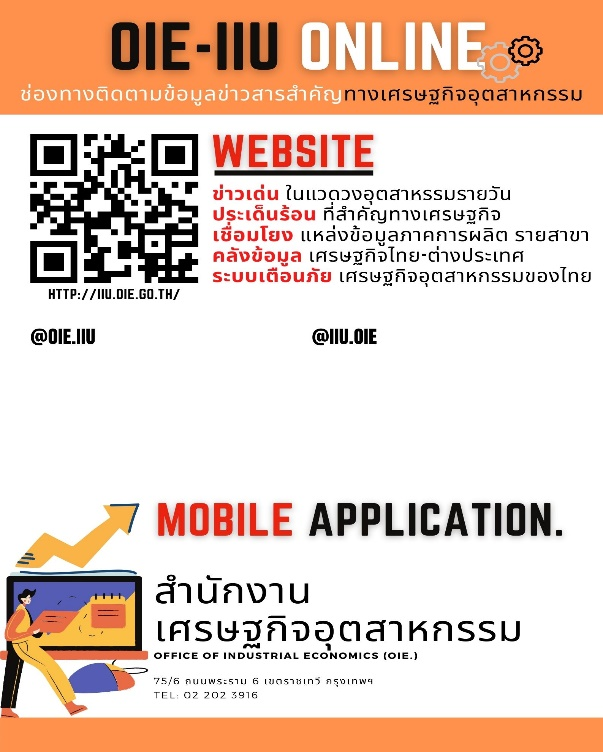 OIE-IIU ONLINE
ช่องทางติดตามข้อมูลข่าวสารสำคัญทางเศรษฐกิจอุตสาหกรรม
WEBSITE
ข่าวเด่น ในแวดวงอุตสาหรรมรายวัน
ประเด็นร้อน ที่สำคัญทางเศรษฐกิจ
เชื่อมโยง แหล่งข้อมูลภาคการผลิต รายสาขา
คลังข้อมูล เศรษฐกิจไทย-ต่างประเทศ
ระบบเตือนภัย เศรษฐกิจอุตสาหกรรมของไทย
HTTP://IIU.OIE.GO.TH/
@OIE.IIU
@IIU.OIE
MOBILE APPLICATION.
สำนักงาน
เศรษฐกิจอุตสาหกรรม
OFFICE OF INDUSTRIAL ECONOMICS (OIE.)
75/6 ถนนพระราม 6 เขตราชเทวี กรุงเทพฯ
TEL: 02 202 3916